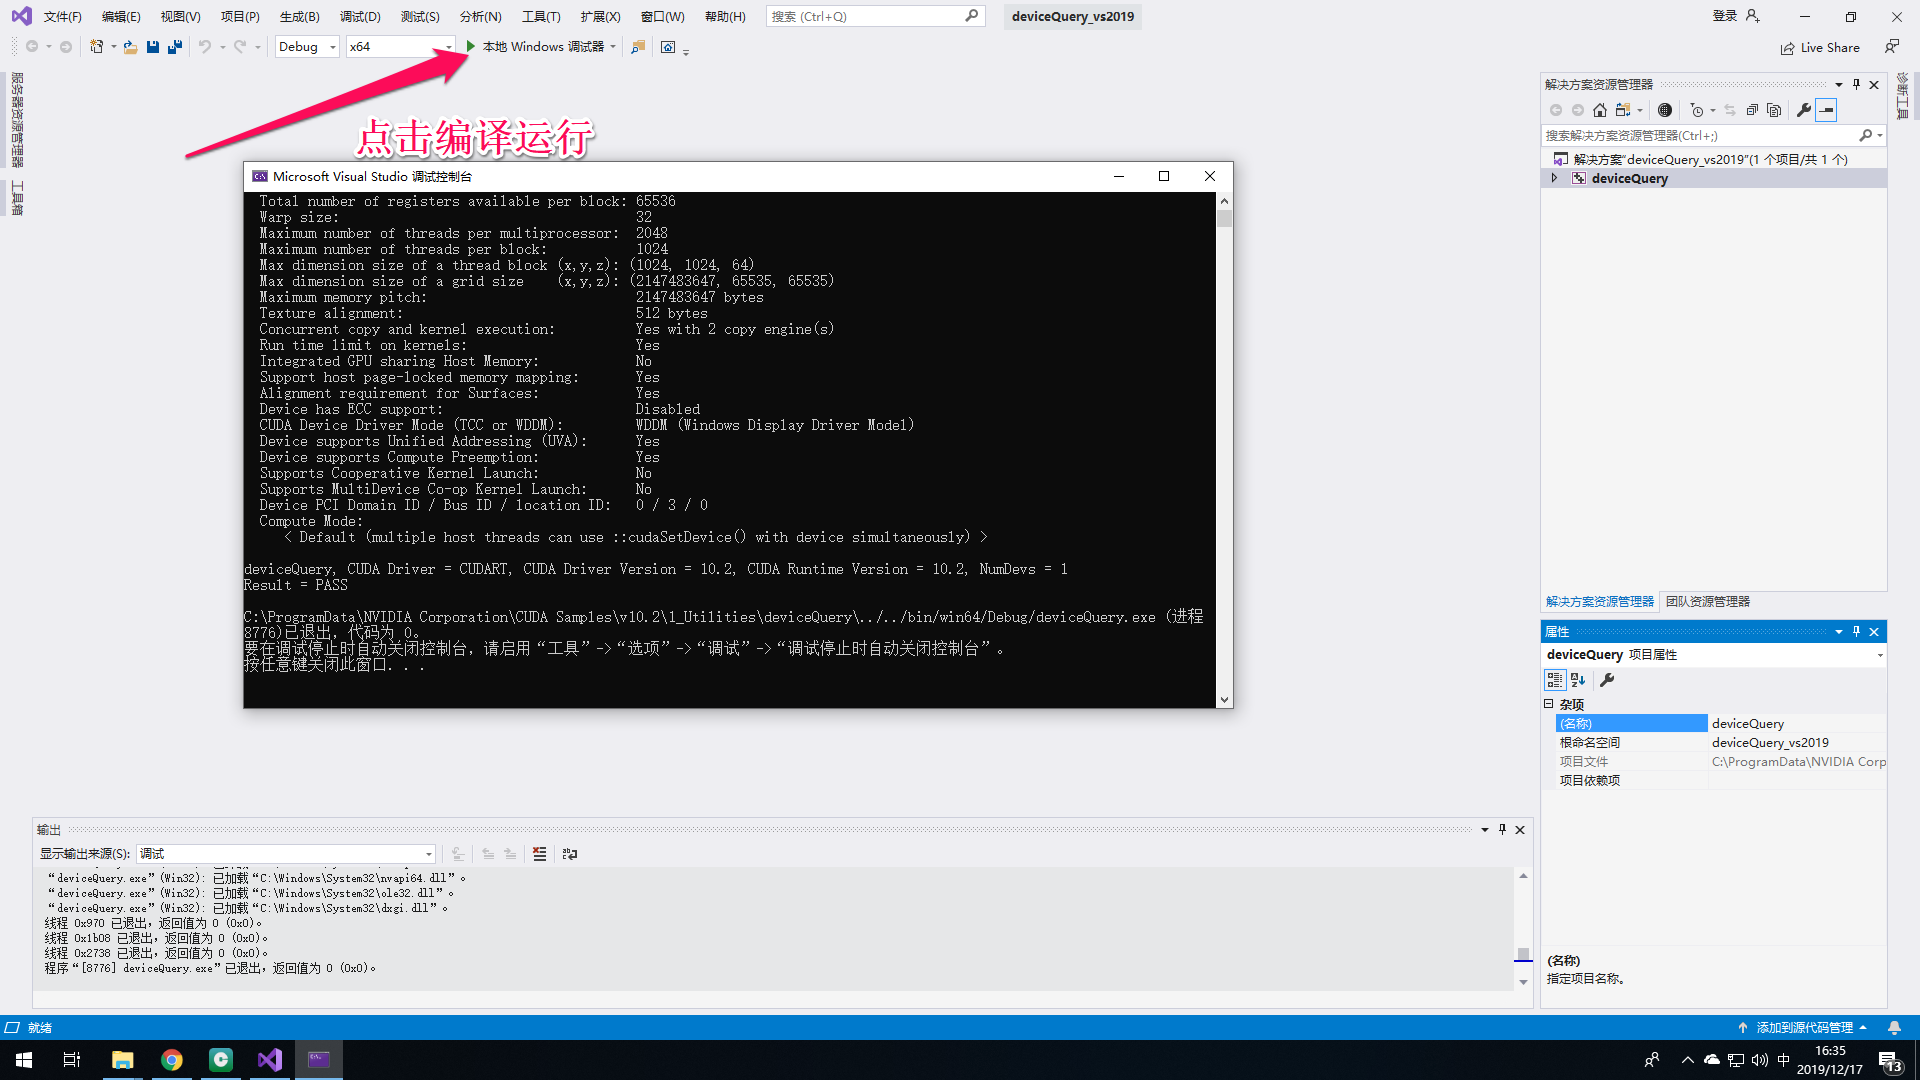 文件(F) 编辑(E) 视图(V) 项目(P) 生成(B) 调试(D) 测试(S) 分析(N) 工具(T) 扩展(X) 窗口(W) 帮助(H) 搜索 (Ctrl+Q) deviceQuery_vs2019 登录
Debug x64 本地 Windows 调试器 Live Share
服务器资源管理器
工具箱
点击编译运行
Microsoft Visual Studio 调试控制台
Total number of registers available per block: 65536
Warp size: 32
Maximum number of threads per multiprocessor: 2048
Maximum number of threads per block: 1024
Max dimension size of a thread block (x,y,z): (1024, 1024, 64)
Max dimension size of a grid size (x,y,z): (2147483647, 65535, 65535)
Maximum memory pitch: 2147483647 bytes
Texture alignment: 512 bytes
Concurrent copy and kernel execution: Yes with 2 copy engine(s)
Run time limit on kernels: Yes
Integrated GPU sharing Host Memory: No
Support host page-locked memory mapping: Yes
Alignment requirement for Surfaces: Yes
Device has ECC support: Disabled
CUDA Device Driver Mode (TCC or WDDM): WDDM (Windows Display Driver Model)
Device supports Unified Addressing (UVA): Yes
Device supports Compute Preemption: Yes
Supports Cooperative Kernel Launch: No
Supports MultiDevice Co-op Kernel Launch: No
Device PCI Domain ID / Bus ID / location ID: 0 / 3 / 0
Compute Mode:
< Default (multiple host threads can use ::cudaSetDevice() with device simultaneously) >
deviceQuery, CUDA Driver = CUDART, CUDA Driver Version = 10.2, CUDA Runtime Version = 10.2, NumDevs = 1
Result = PASS
C:\ProgramData\NVIDIA Corporation\CUDA Samples\v10.2\1_Utilities\deviceQuery\../../bin/win64/Debug/deviceQuery.exe (进程
8776)已退出，代码为 0。
要在调试停止时自动关闭控制台，请启用“工具”->“选项”->“调试”->“调试停止时自动关闭控制台”。
按任意键关闭此窗口. . .
解决方案资源管理器
搜索解决方案资源管理器(Ctrl+;)
解决方案“deviceQuery_vs2019”(1 个项目/共 1 个)
deviceQuery
解决方案资源管理器 团队资源管理器
诊断工具
属性
deviceQuery 项目属性
杂项
(名称) deviceQuery
根命名空间 deviceQuery_vs2019
项目文件 C:\ProgramData\NVIDIA Corp
项目依赖项
(名称)
指定项目名称。
输出
显示输出来源(S): 调试
“deviceQuery.exe”(Win32): 已加载“C:\Windows\System32\nvapi64.dll”。
“deviceQuery.exe”(Win32): 已加载“C:\Windows\System32\ole32.dll”。
“deviceQuery.exe”(Win32): 已加载“C:\Windows\System32\dxgi.dll”。
线程 0x970 已退出，返回值为 0 (0x0)。
线程 0x1b08 已退出，返回值为 0 (0x0)。
线程 0x2738 已退出，返回值为 0 (0x0)。
程序“[8776] deviceQuery.exe”已退出，返回值为 0 (0x0)。
就绪 添加到源代码管理
中 16:35
2019/12/17 13